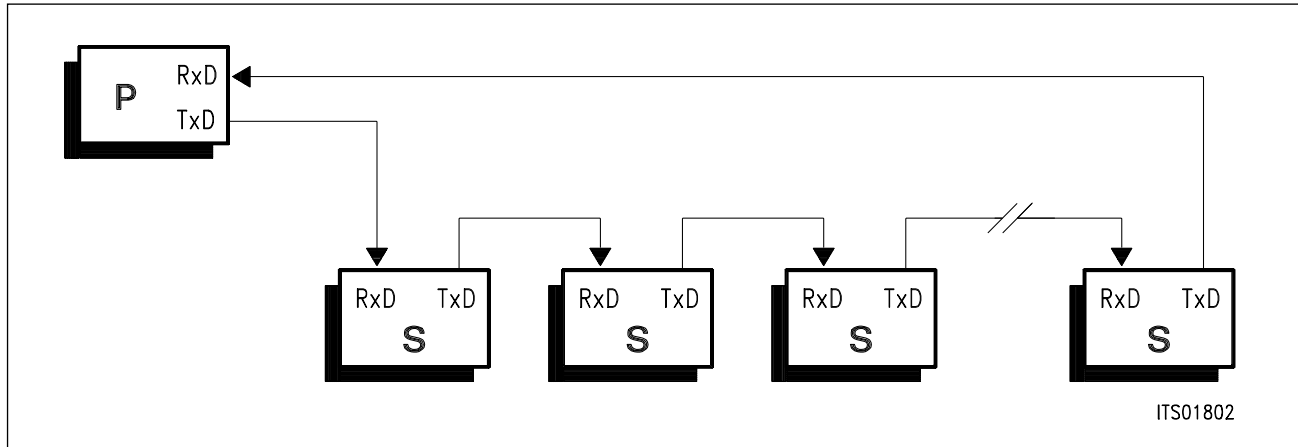 RxD
P
TxD
RxD TxD RxD TxD RxD TxD RxD TxD
S S S S
ITS01802